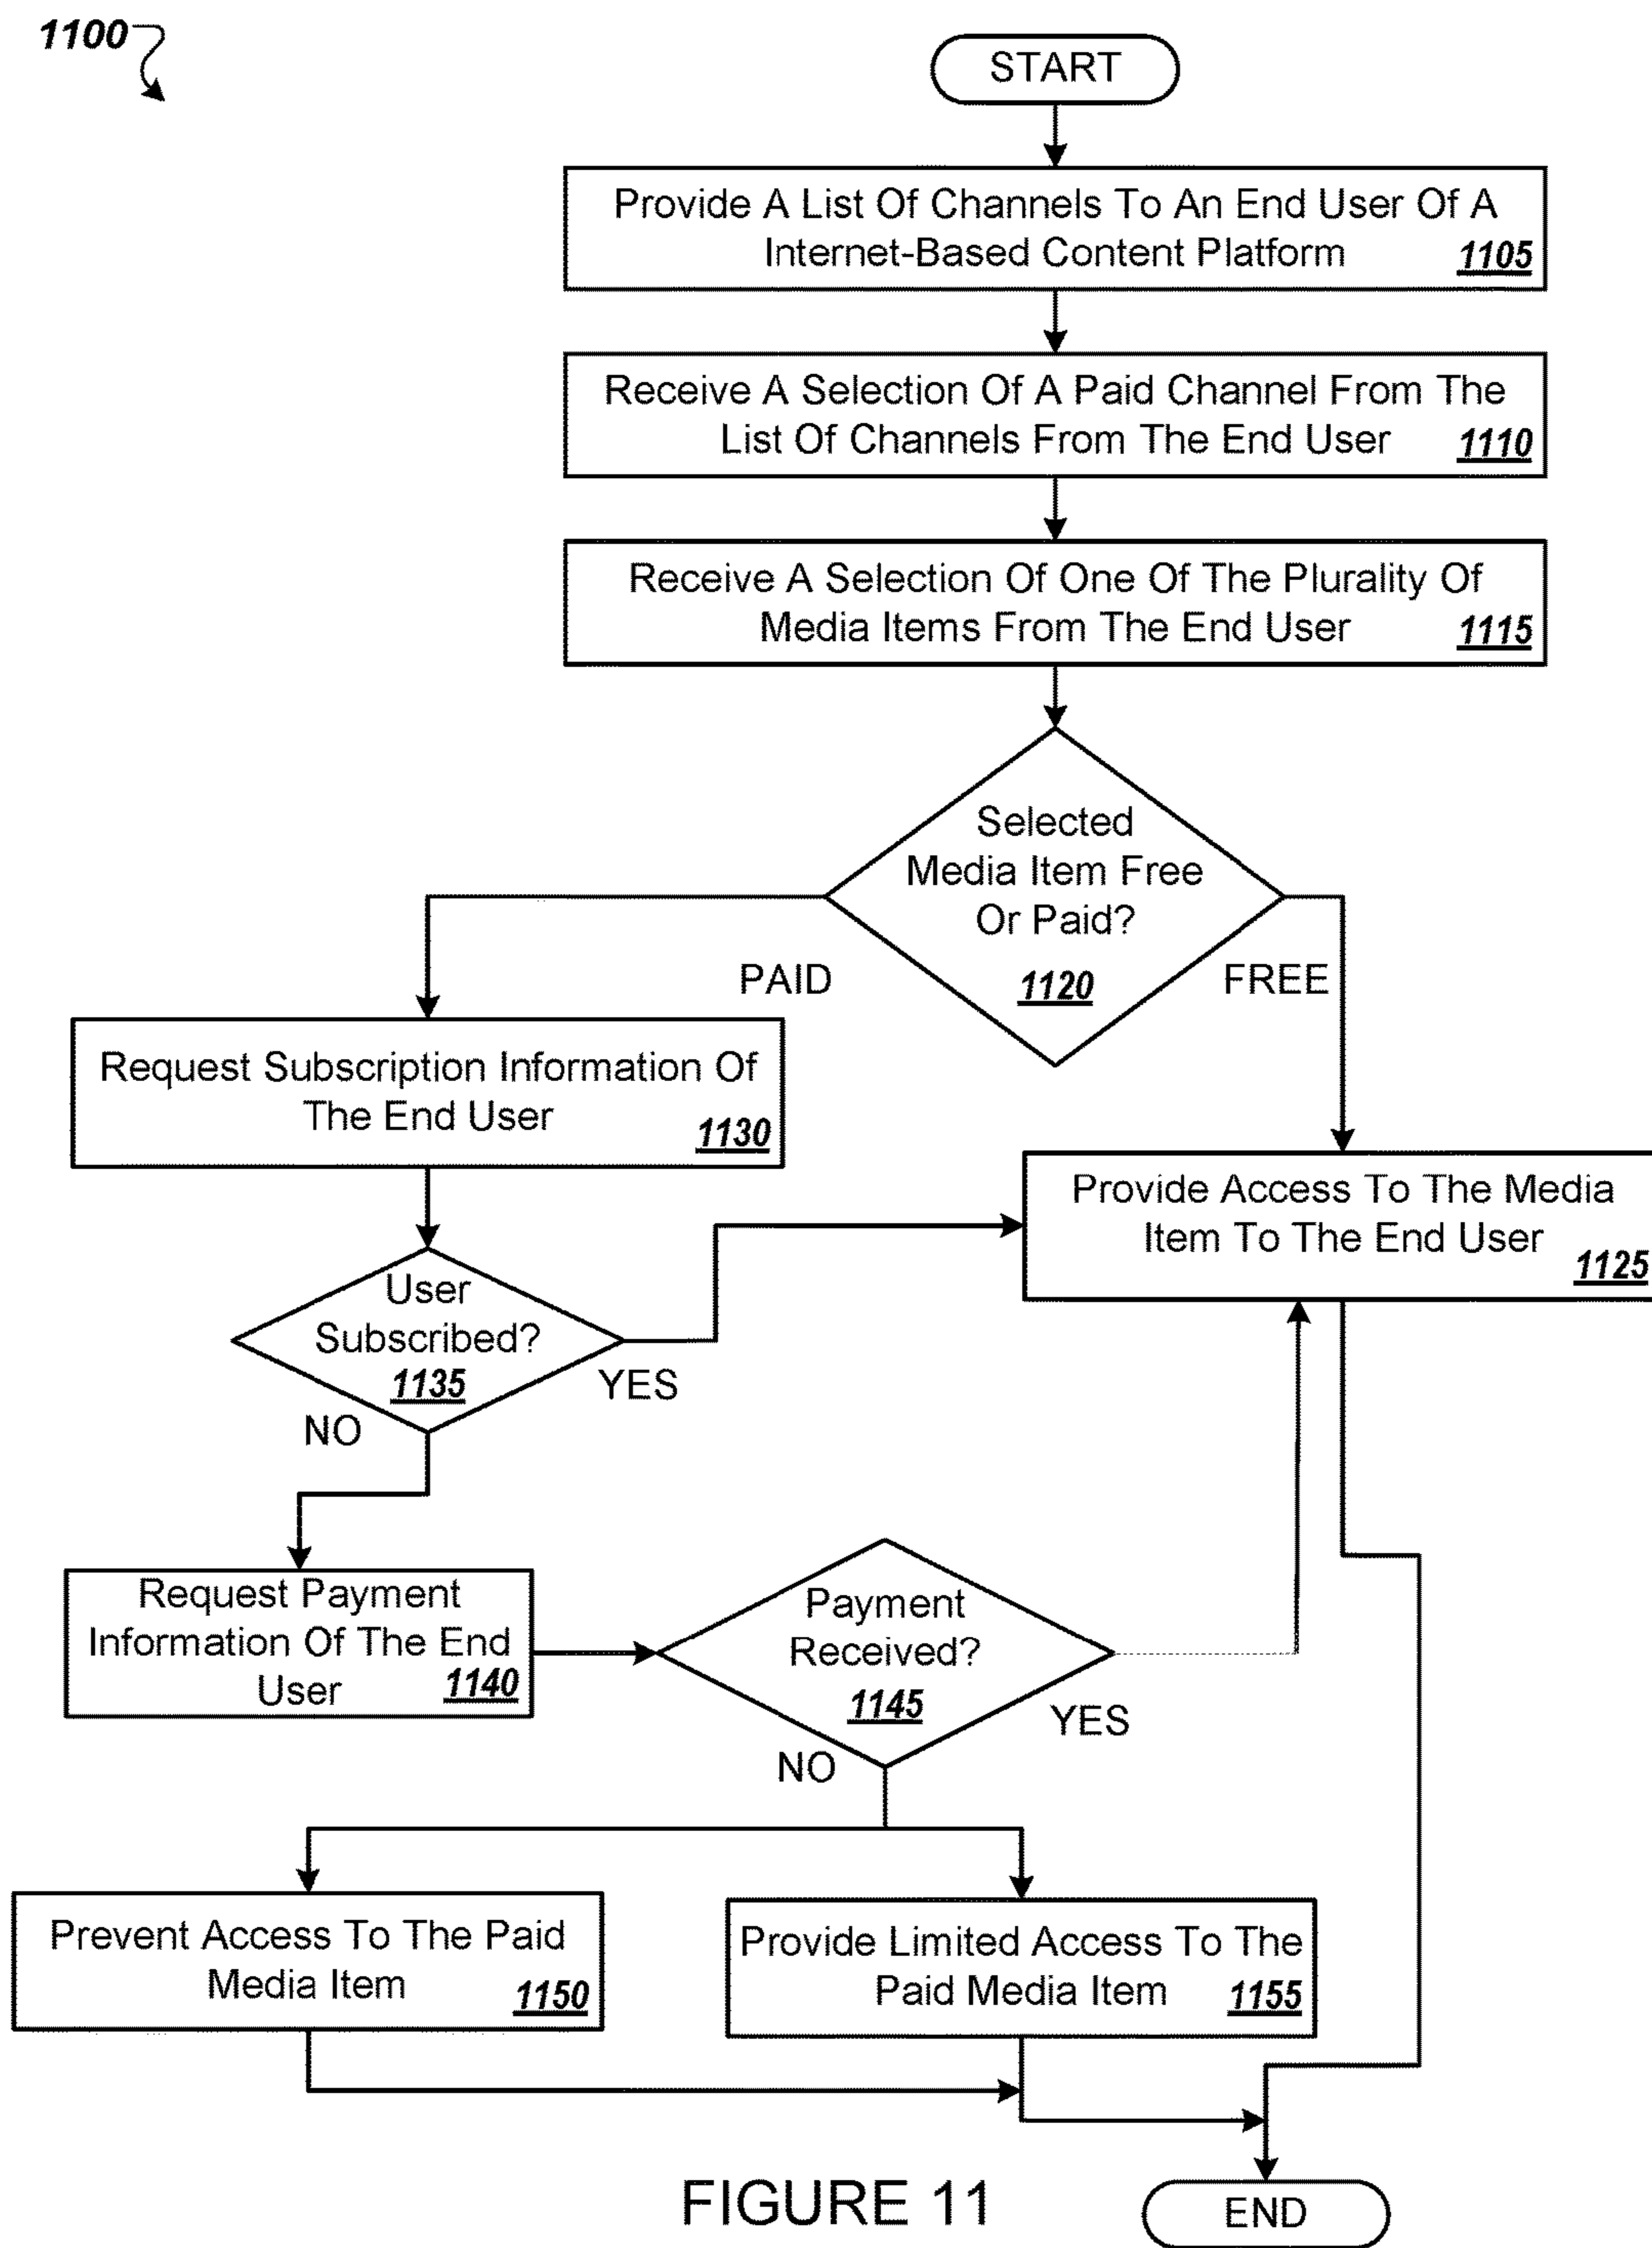 1100
START
Provide A List Of Channels To An End User Of A
Internet-Based Content Platform 1105
Receive A Selection Of A Paid Channel From The
List Of Channels From The End User 1110
Receive A Selection Of One Of The Plurality Of
Media Items From The End User 1115
Selected
Media Item Free
Or Paid?
1120
PAID
FREE
Request Subscription Information Of
The End User 1130
Provide Access To The Media
Item To The End User
1125
User
Subscribed?
1135
YES
NO
Request Payment
Information Of The End
User 1140
Payment
Received?
1145
YES
NO
Prevent Access To The Paid
Media Item 1150
Provide Limited Access To The
Paid Media Item 1155
FIGURE 11
END